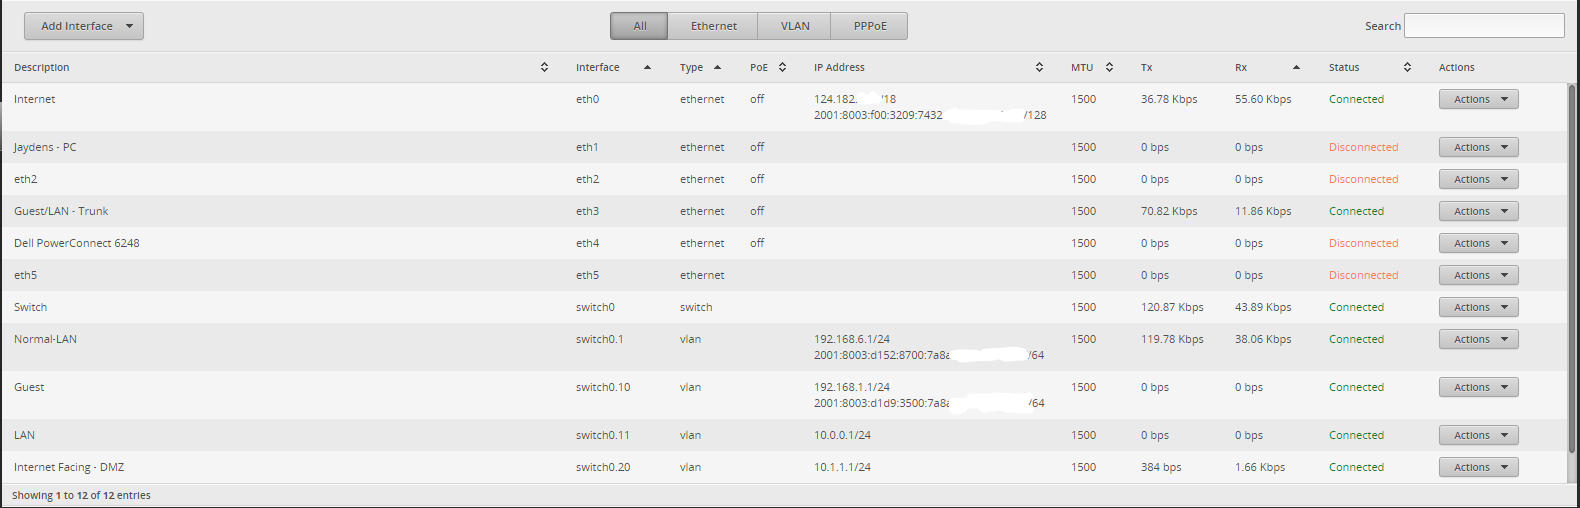 Add Interface All Ethernet VLAN PPPoE Search
Description Interface Type PoE IP Address MTU Tx Rx Status Actions
Internet eth0 ethernet off 124.182. /18 1500 36.78 Kbps 55.60 Kbps Connected Actions
2001:8003:f00:3209:7432 /128
Jaydens - PC eth1 ethernet off 1500 0 bps 0 bps Disconnected Actions
eth2 eth2 ethernet off 1500 0 bps 0 bps Disconnected Actions
Guest/LAN - Trunk eth3 ethernet off 1500 70.82 Kbps 11.86 Kbps Connected Actions
Dell PowerConnect 6248 eth4 ethernet off 1500 0 bps 0 bps Disconnected Actions
eth5 eth5 ethernet 1500 0 bps 0 bps Disconnected Actions
Switch switch0 switch 1500 120.87 Kbps 43.89 Kbps Connected Actions
Normal-LAN switch0.1 vlan 192.168.6.1/24 1500 119.78 Kbps 38.06 Kbps Connected Actions
2001:8003:d152:8700:7a8a /64
Guest switch0.10 vlan 192.168.1.1/24 1500 0 bps 0 bps Connected Actions
2001:8003:d1d9:3500:7a8a /64
LAN switch0.11 vlan 10.0.0.1/24 1500 0 bps 0 bps Connected Actions
Internet Facing - DMZ switch0.20 vlan 10.1.1.1/24 1500 384 bps 1.66 Kbps Connected Actions
Showing 1 to 12 of 12 entries